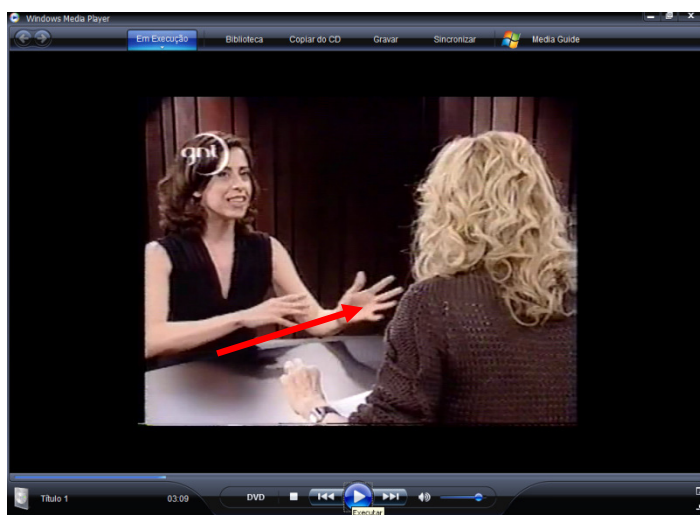 Windows Media Player
Em Execução Biblioteca Copiar do CD Gravar Sincronizar Media Guide
gnt
Título 1 03:09 DVD
Executar